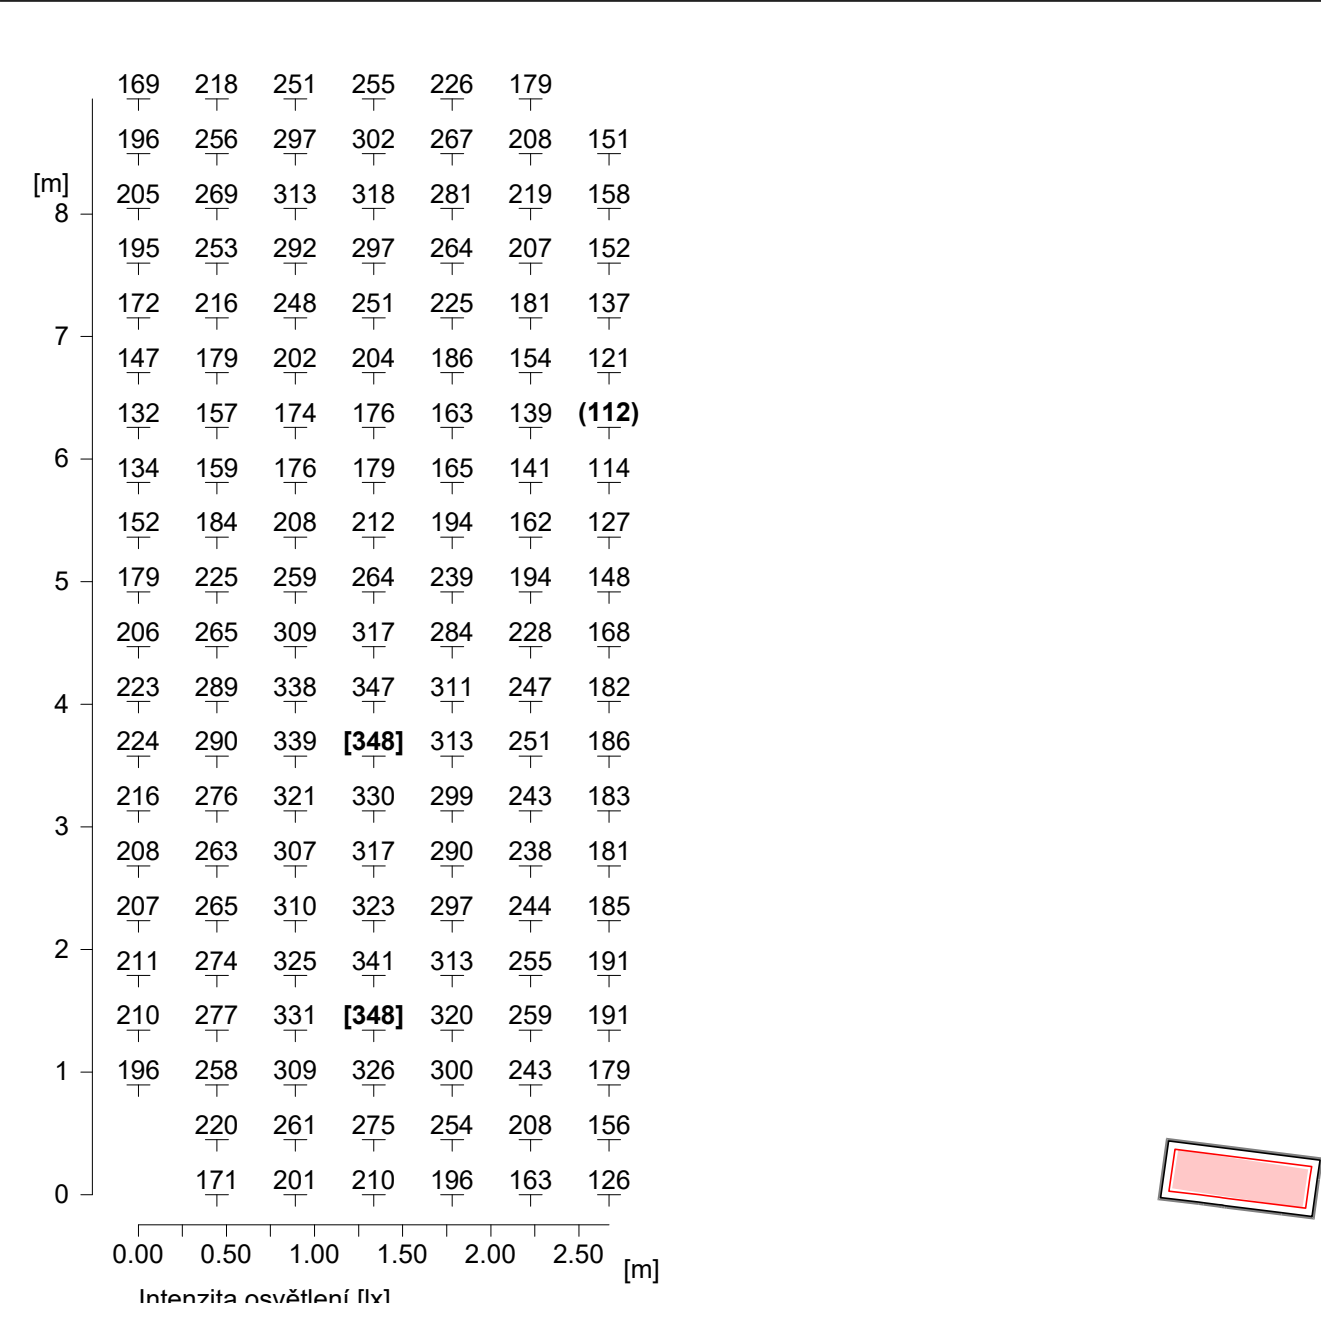 169 218 251 255 226 179
196 256 297 302 267 208 151
[m]
205 269 313 318 281 219 158
8
195 253 292 297 264 207 152
172 216 248 251 225 181 137
7
147 179 202 204 186 154 121
132 157 174 176 163 139 (112)
6
134 159 176 179 165 141 114
152 184 208 212 194 162 127
5
179 225 259 264 239 194 148
206 265 309 317 284 228 168
223 289 338 347 311 247 182
4
224 290 339 [348] 313 251 186
216 276 321 330 299 243 183
3
208 263 307 317 290 238 181
207 265 310 323 297 244 185
2
211 274 325 341 313 255 191
210 277 331 [348] 320 259 191
1 196 258 309 326 300 243 179
220 261 275 254 208 156
171 201 210 196 163 126
0
0.00 0.50 1.00 1.50 2.00 2.50
[m]
Intenzita osvětlení [lx]